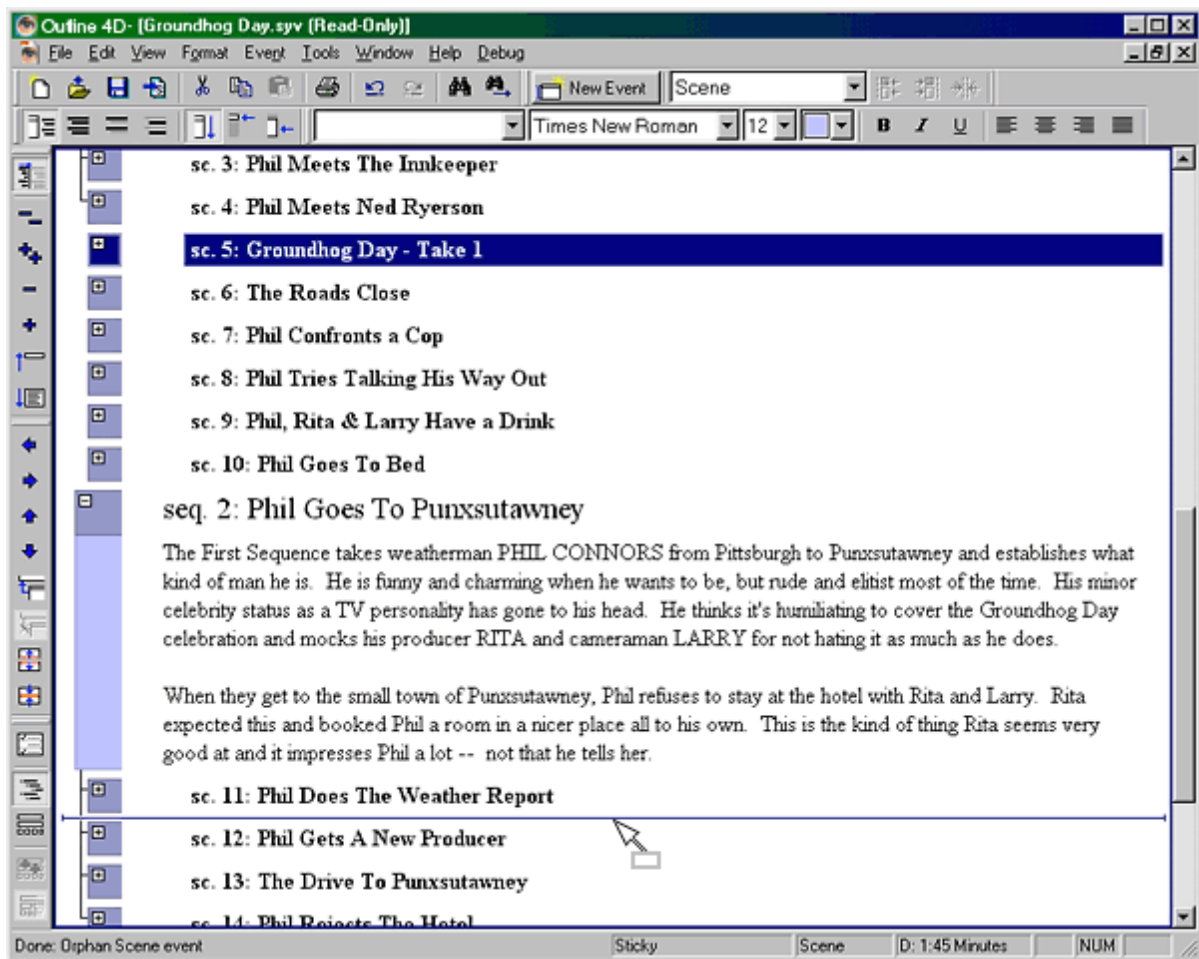 Outline 4D- [Groundhog Day.syv (Read-Only)]
File Edit View Format Event Tools Window Help Debug
New Event Scene
Times New Roman 12 B I U
sc. 3: Phil Meets The Innkeeper
sc. 4: Phil Meets Ned Ryerson
sc. 5: Groundhog Day - Take 1
sc. 6: The Roads Close
sc. 7: Phil Confronts a Cop
sc. 8: Phil Tries Talking His Way Out
sc. 9: Phil, Rita & Larry Have a Drink
sc. 10: Phil Goes To Bed
seq. 2: Phil Goes To Punxsutawney
The First Sequence takes weatherman PHIL CONNORS from Pittsburgh to Punxsutawney and establishes what
kind of man he is. He is funny and charming when he wants to be, but rude and elitist most of the time. His minor
celebrity status as a TV personality has gone to his head. He thinks it's humiliating to cover the Groundhog Day
celebration and mocks his producer RITA and cameraman LARRY for not hating it as much as he does.
When they get to the small town of Punxsutawney, Phil refuses to stay at the hotel with Rita and Larry. Rita
expected this and booked Phil a room in a nicer place all to his own. This is the kind of thing Rita seems very
good at and it impresses Phil a lot -- not that he tells her.
sc. 11: Phil Does The Weather Report
sc. 12: Phil Gets A New Producer
sc. 13: The Drive To Punxsutawney
sc. 14: Phil Rejects The Hotel
Done: Orphan Scene event Sticky Scene D: 1:45 Minutes NUM